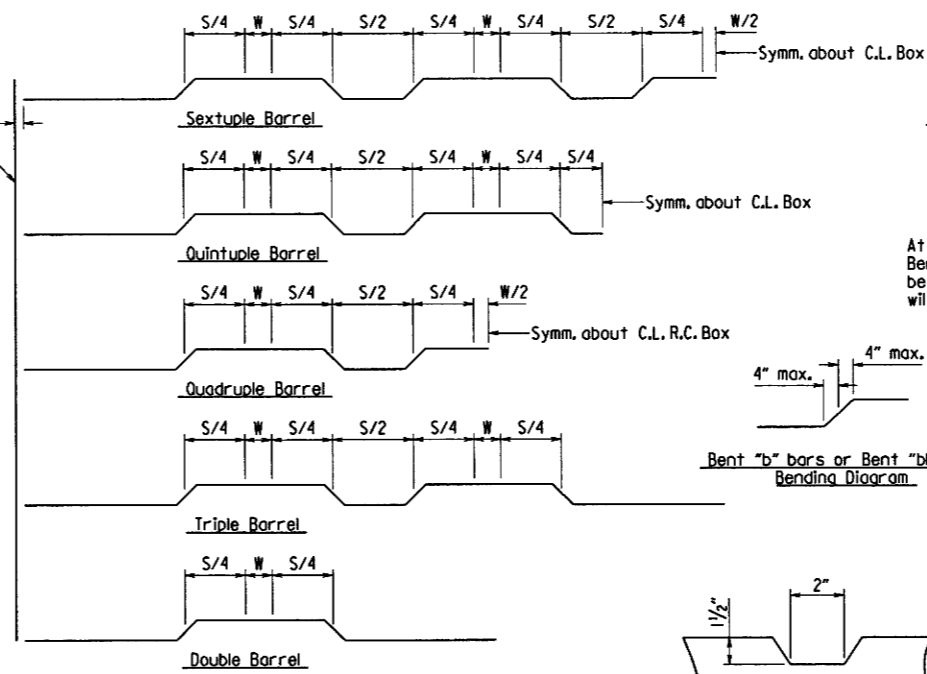 S/4 W S/4 S/2 S/4 W S/4 S/2 S/4 W/2
Symm. about C.L. Box
Sextuple Barrel
S/4 W S/4 S/2 S/4 W S/4 S/4
Symm. about C.L. Box
Quintuple Barrel
S/4 W S/4 S/2 S/4 W/2
Symm. about C.L. R.C. Box
Quadruple Barrel
S/4 W S/4 S/2 S/4 W S/4
Triple Barrel
S/4 W S/4
Double Barrel
At
be
wil
4" max.
4" max.
Bent "b" bars or Bent
Bending Diagram
2"
1½"